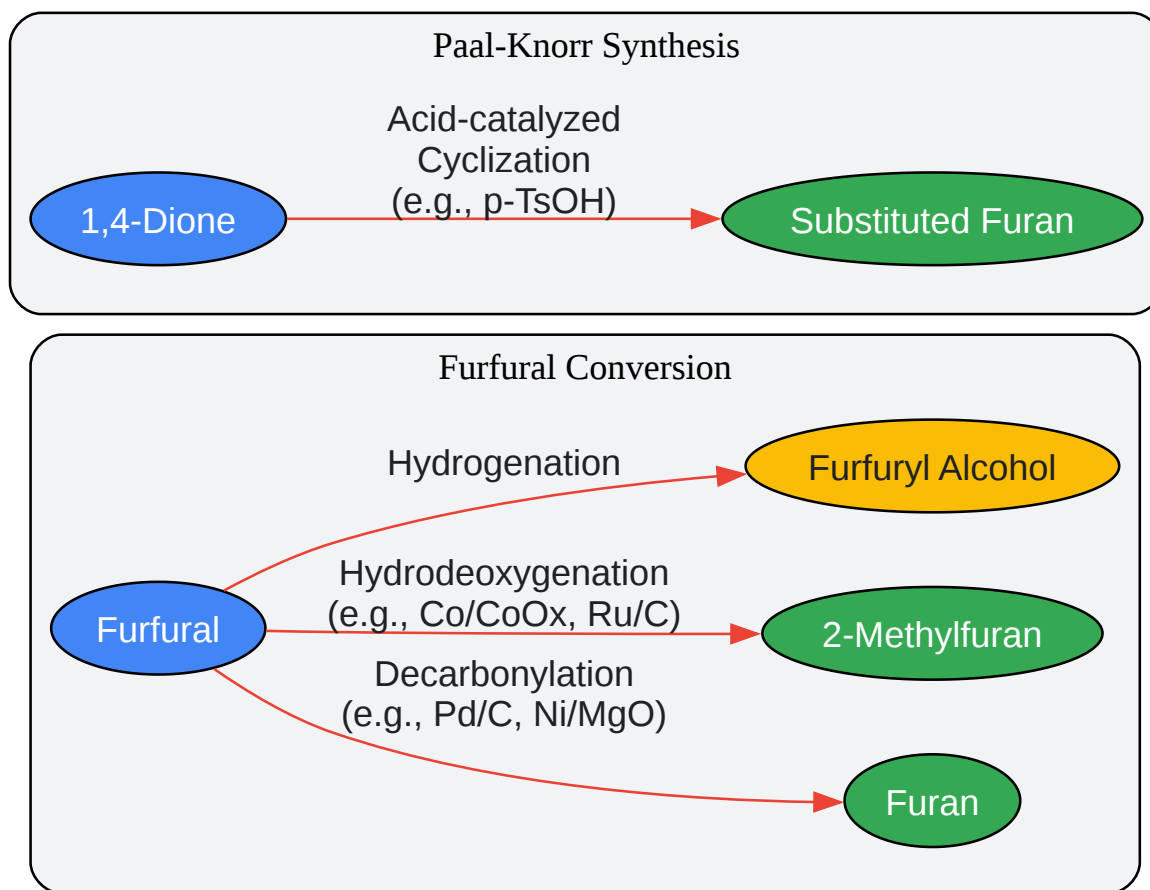 Paal-Knorr Synthesis
Acid-catalyzed
Cyclization
(e.g., p-TsOH)
1,4-Dione
Substituted Furan
Furfural Conversion
Hydrogenation
Furfuryl Alcohol
Hydrodeoxygenation
(e.g., Co/CoOx, Ru/C)
Furfural
2-Methylfuran
Decarbonylation
(e.g., Pd/C, Ni/MgO)
Furan